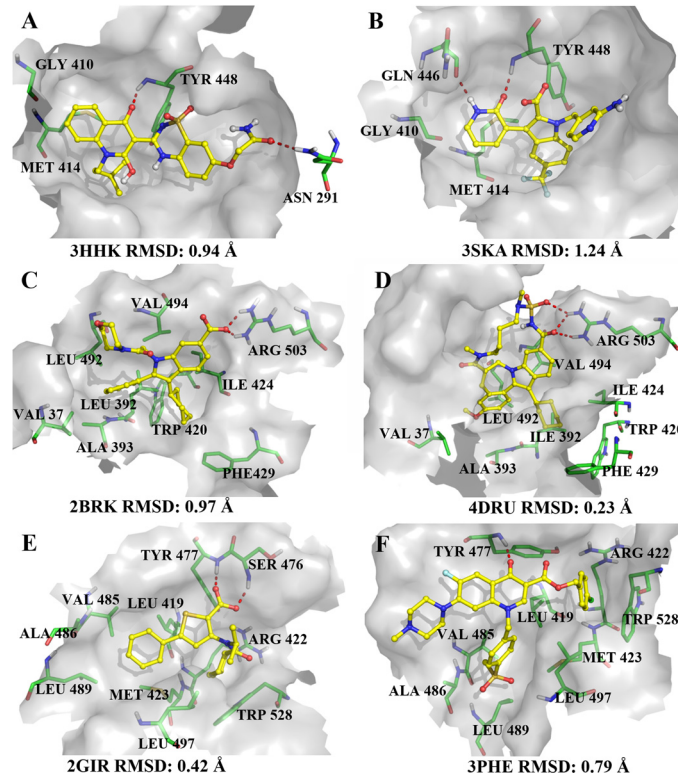 A
GLY 410
TYR 448
MET 414
ASN 291
3HHK RMSD: 0.94 Å
B
TYR 448
GLN 446
GLY 410
MET 414
3SKA RMSD: 1.24 Å
C
VAL 494
LEU 492
ARG 503
ILE 424
LEU 392
VAL 37
TRP 420
ALA 393
PHE429
2BRK RMSD: 0.97 Å
D
ARG 503
VAL 494
ILE 424
LEU 492
TRP 420
VAL 37
ILE 392
ALA 393
PHE 429
4DRU RMSD: 0.23 Å
E
TYR 477
SER 476
VAL 485
LEU 419
ALA 486
ARG 422
LEU 489
MET 423
TRP 528
LEU 497
2GIR RMSD: 0.42 Å
F
TYR 477
ARG 422
LEU 419
TRP 528
VAL 485
MET 423
ALA 486
LEU 497
LEU 489
3PHE RMSD: 0.79 Å